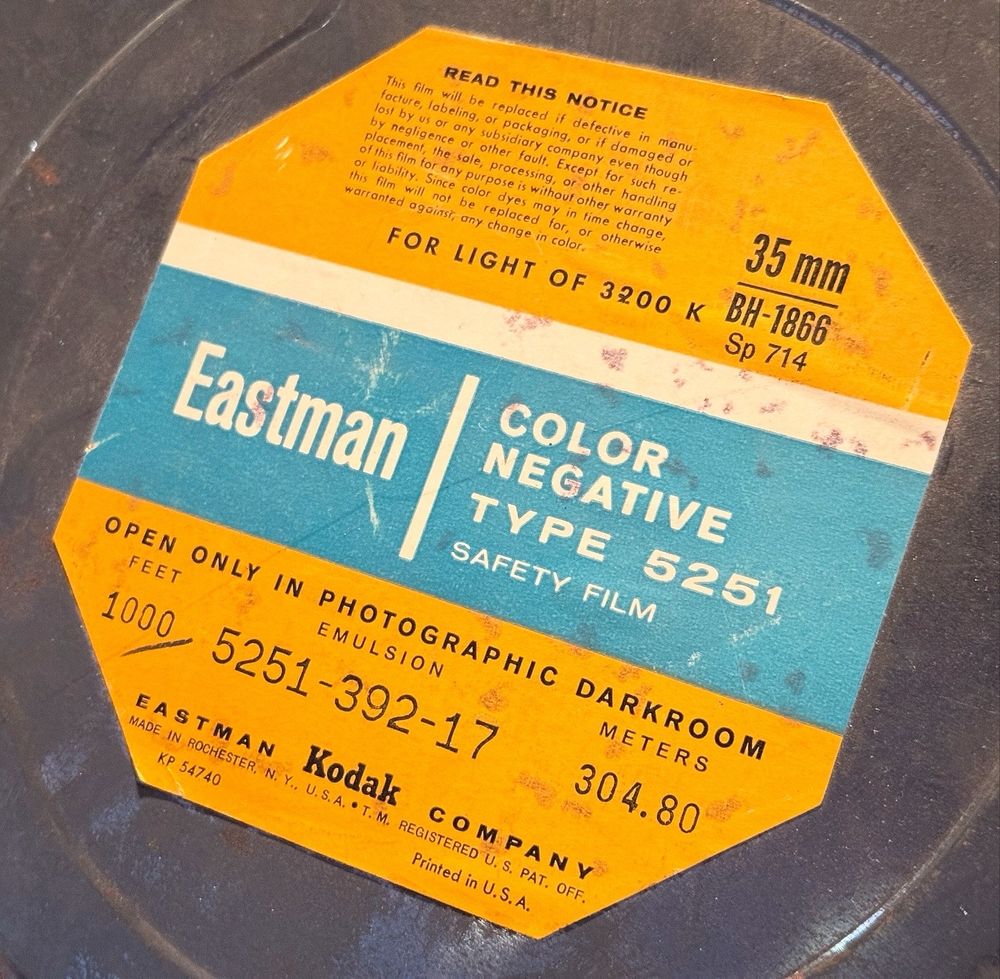 READ THIS NOTICE
This film will be replaced if defective in manu-
facture, labeling, or packaging, or if damaged or
lost by us or any subsidiary company even though
by negligence or other fault. Except for such re-
placement, the sale, processing, or other handling
of this film for any purpose is without other warranty
or liability. Since color dyes may in time change,
this film will not be replaced for, or otherwise
warranted against, any change in color.
FOR LIGHT OF 3200 K
35 mm
BH-1866
Sp 714
Eastman
COLOR
NEGATIVE
TYPE 5251
SAFETY FILM
OPEN ONLY IN PHOTOGRAPHIC DARKROOM
FEET
EMULSION
METERS
1000
5251-392-17
304.80
EASTMAN Kodak COMPANY
MADE IN ROCHESTER, N. Y., U.S.A. • T. M. REGISTERED U. S. PAT. OFF.
KP 54740
Printed in U.S.A.